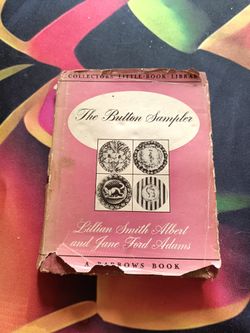 COLLECTORS LITTLE-BOOK LIBRARY
The Button Sampler
Lillian Smith Albert
and Jane Ford Adams
A BARROWS BOOK